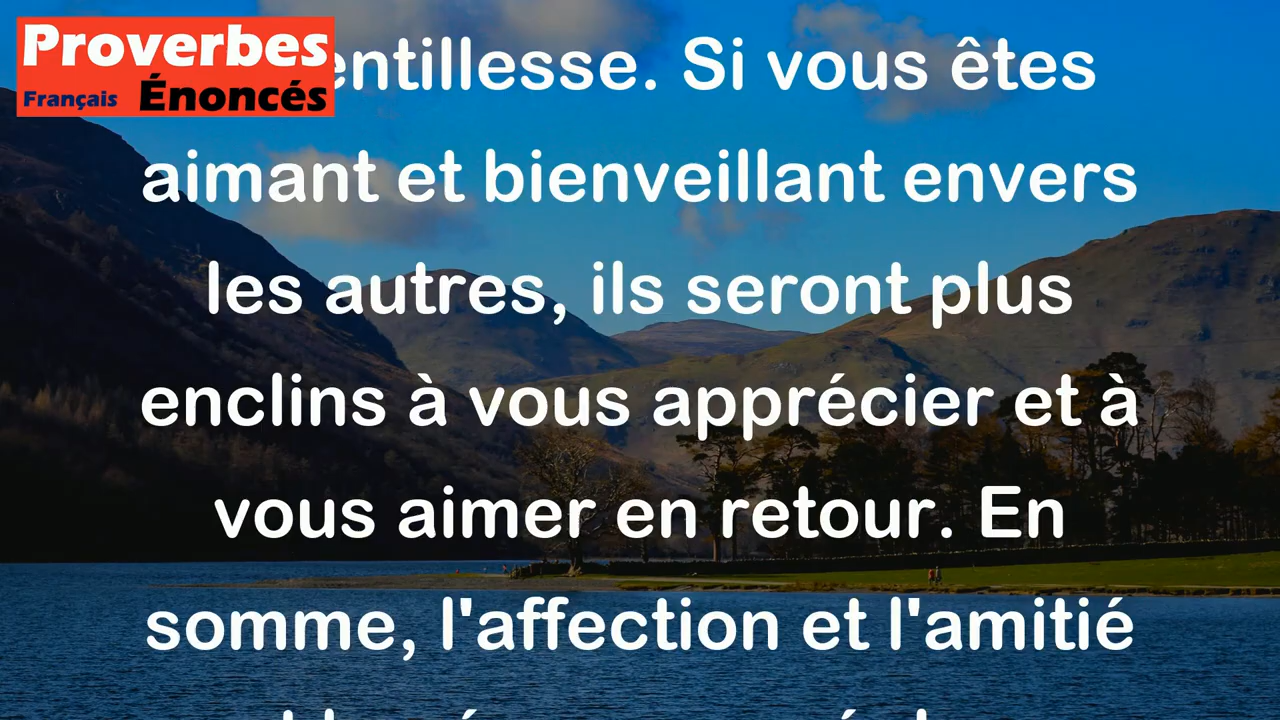 Proverbes
Français Énoncés
entillesse. Si vous êtes
aimant et bienveillant envers
les autres, ils seront plus
enclins à vous apprécier et à
vous aimer en retour. En
somme, l'affection et l'amitié